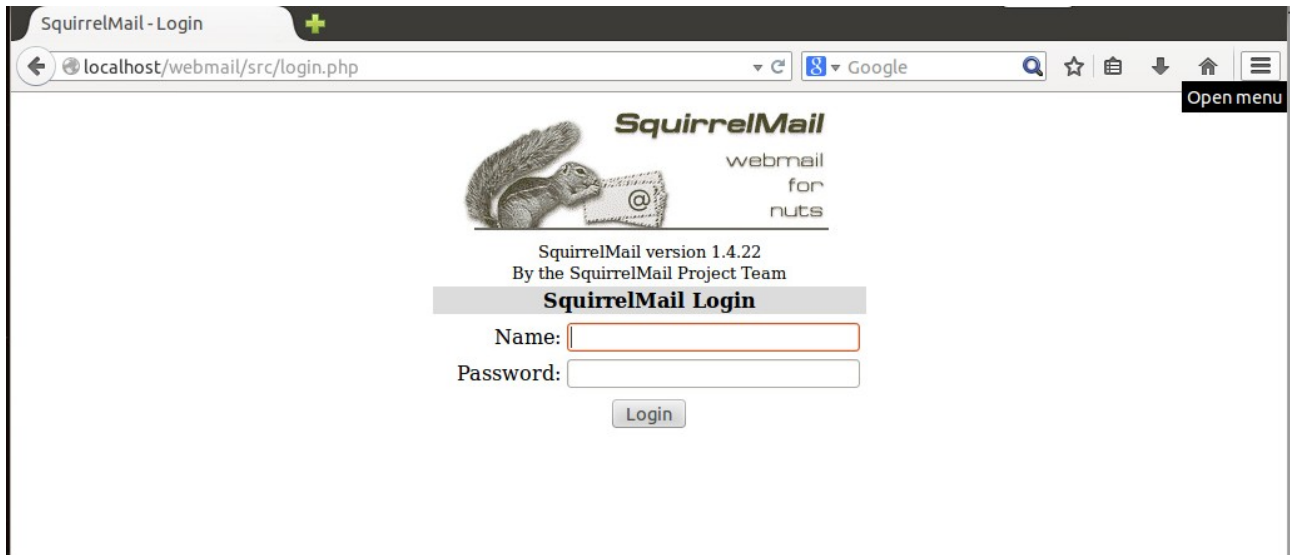 SquirrelMail - Login
localhost/webmail/src/login.php
Google
Open menu
SquirrelMail
webmail
for
nuts
@
SquirrelMail version 1.4.22
By the SquirrelMail Project Team
SquirrelMail Login
Name:
Password:
Login